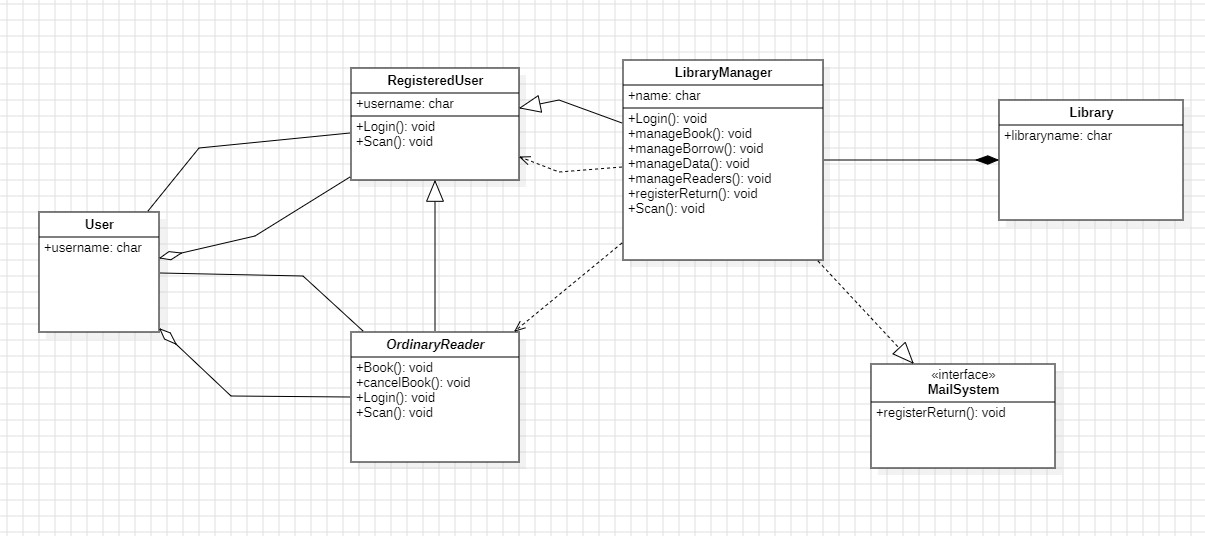 RegisteredUser
+username: char
+Login(): void
+Scan(): void
LibraryManager
+name: char
+Login(): void
+manageBook(): void
+manageBorrow(): void
+manageData(): void
+manageReaders(): void
+registerReturn(): void
+Scan(): void
Library
+libraryname: char
User
+username: char
OrdinaryReader
+Book(): void
+cancelBook(): void
+Login(): void
+Scan(): void
«interface»
MailSystem
+registerReturn(): void